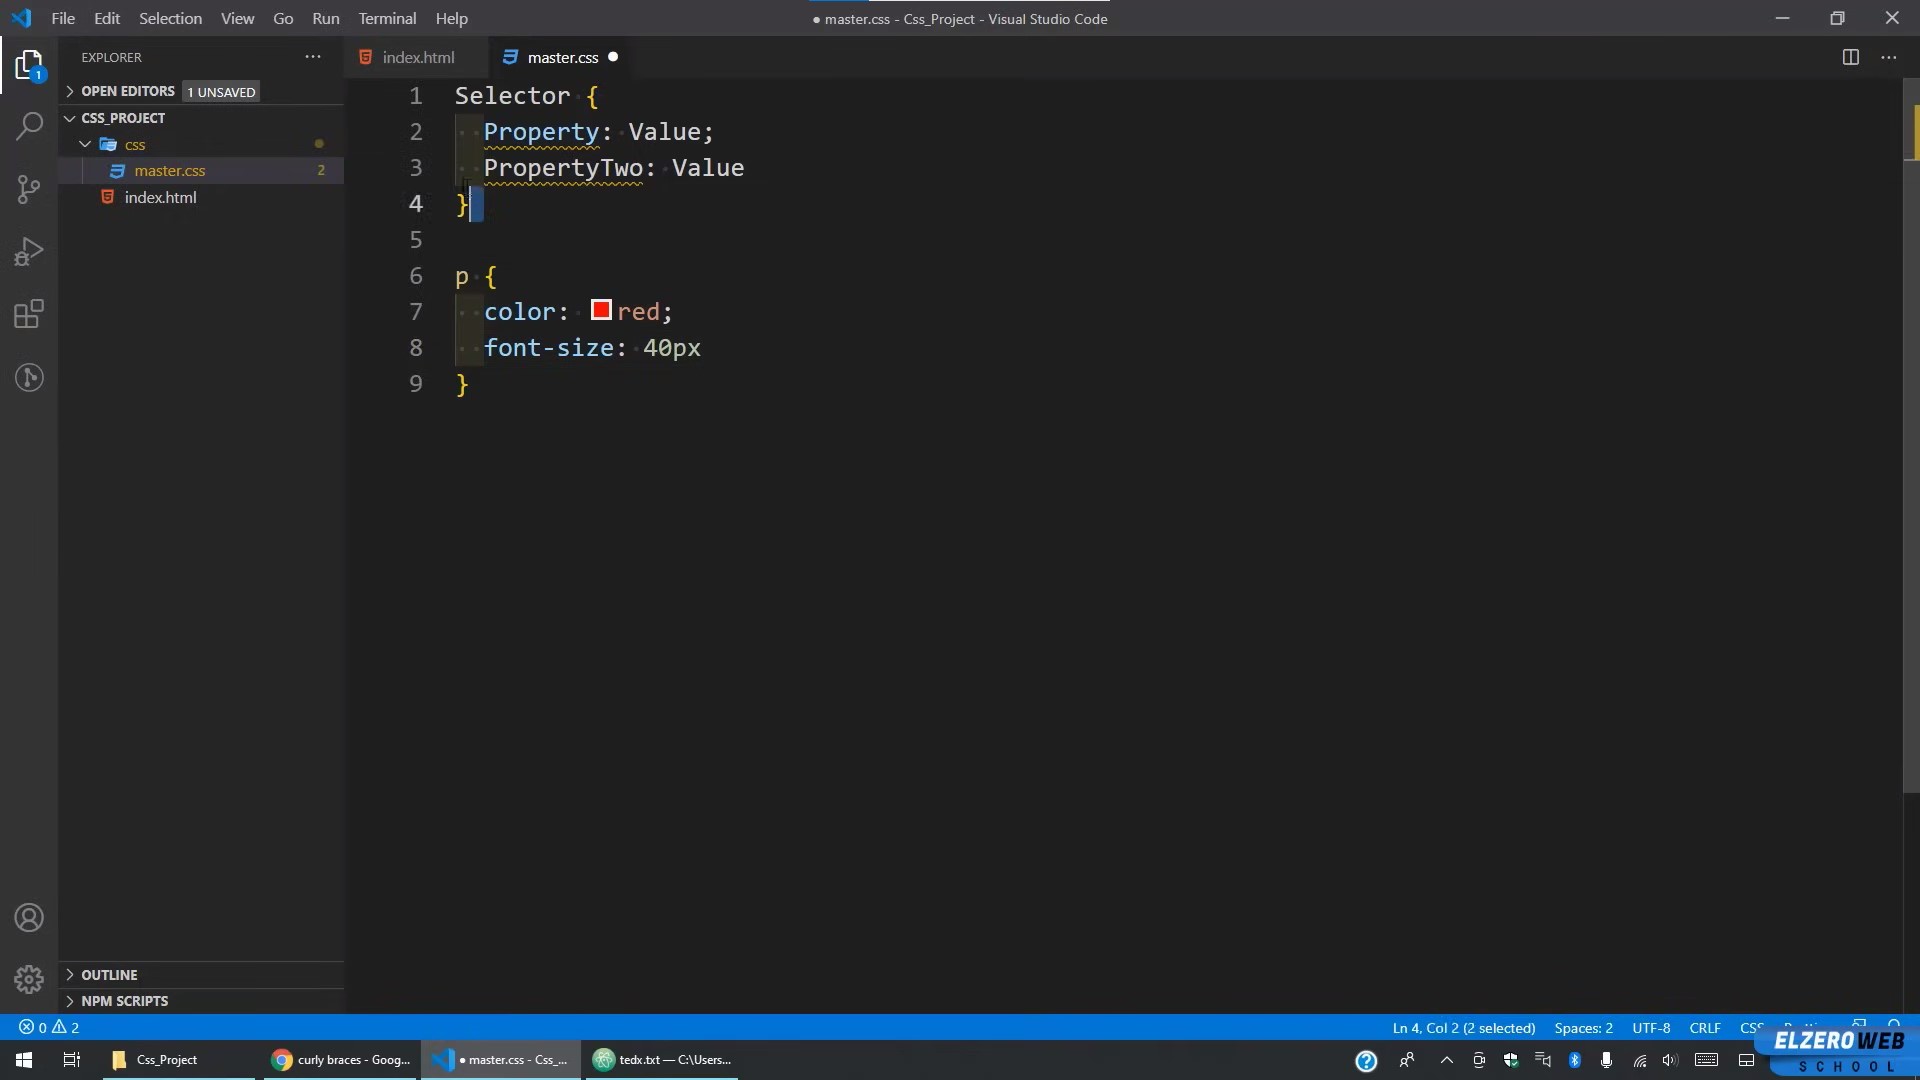 File Edit Selection View Go Run Terminal Help
● master.css - Css_Project - Visual Studio Code
EXPLORER
index.html
master.css
OPEN EDITORS 1 UNSAVED
CSS_PROJECT
css
master.css 2
index.html
1 Selector {
2 Property: Value;
3 PropertyTwo: Value
4 }
5
6 p {
7 color: red;
8 font-size: 40px
9 }
1
OUTLINE
NPM SCRIPTS
0 2
Ln 4, Col 2 (2 selected) Spaces: 2 UTF-8 CRLF CSS
Css_Project
curly braces - Goog...
● master.css - Css_...
tedx.txt — C:\Users...
ELZERO WEB
SCHOOL